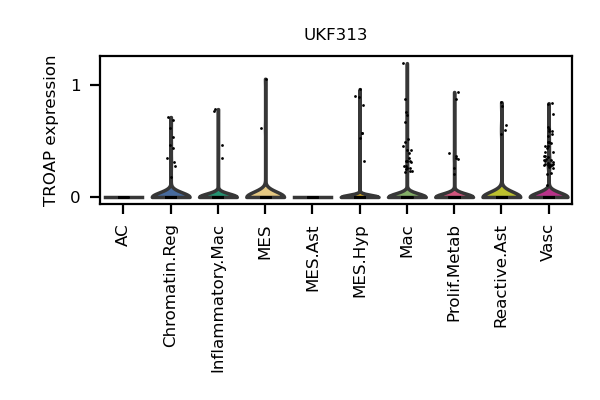 UKF313
TROAP expression
1
0
AC
Chromatin.Reg
Inflammatory.Mac
MES
MES.Ast
MES.Hyp
Mac
Prolif.Metab
Reactive.Ast
Vasc